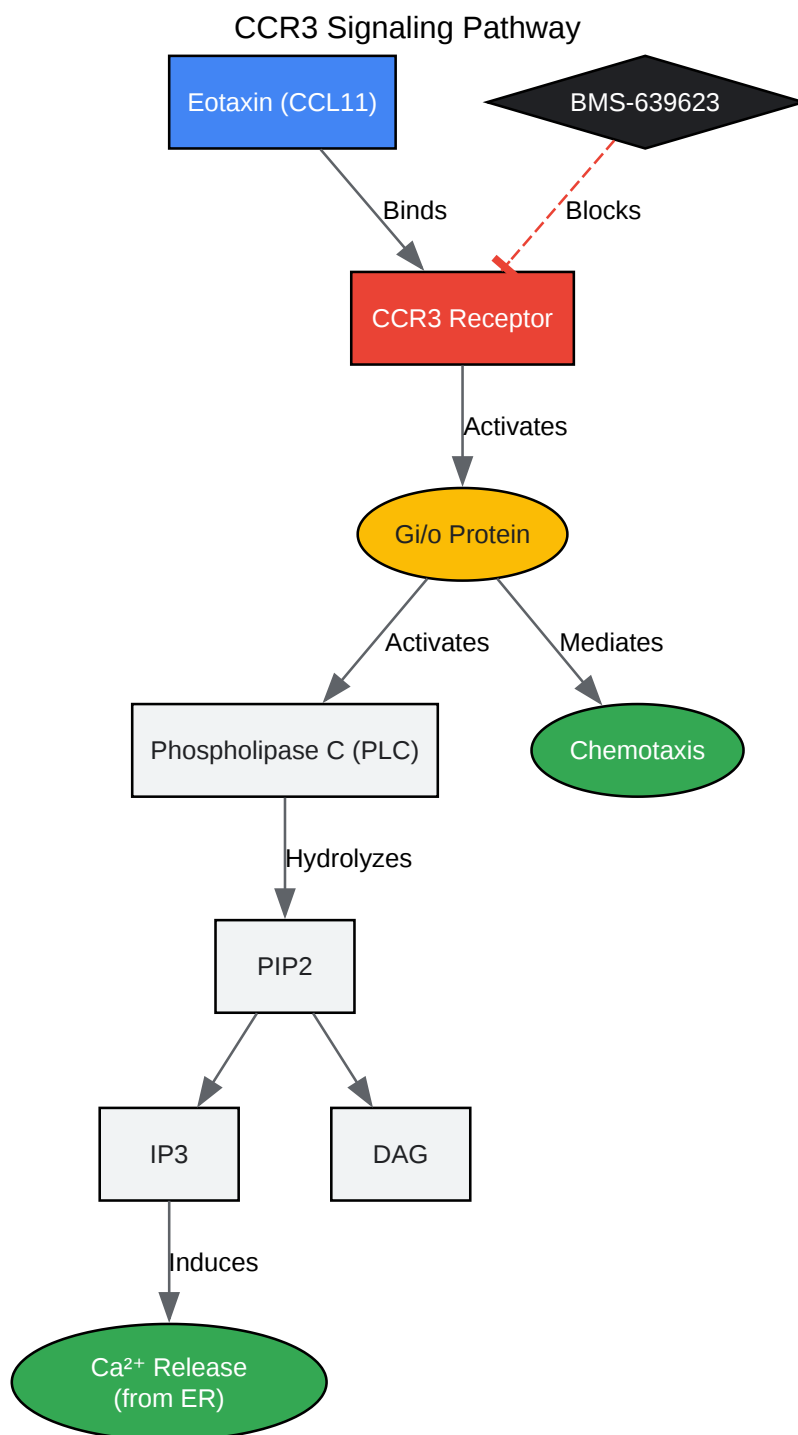 CCR3 Signaling Pathway
Eotaxin (CCL11)
BMS-639623
Binds
Blocks
CCR3 Receptor
Activates
Gi/o Protein
Activates
Mediates
Phospholipase C (PLC)
Chemotaxis
Hydrolyzes
PIP2
IP3
DAG
Induces
Ca²⁺ Release
(from ER)